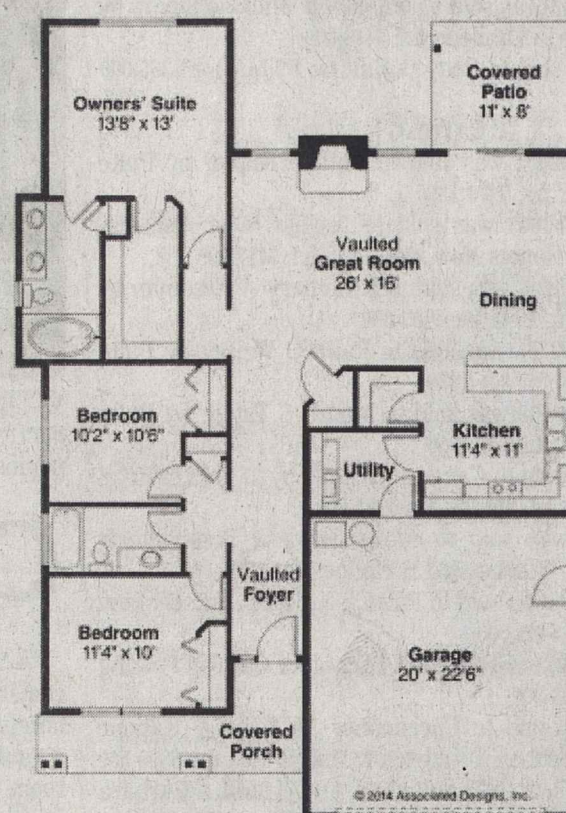 Owners' Suite
13'8" x 13'
Covered
Patio
11' x 8'
Vaulted
Great Room
26' x 16'
Dining
Bedroom
10'2" x 10'6"
Kitchen
11'4" x 11'
Utility
Vaulted
Foyer
Bedroom
11'4" x 10'
Garage
20' x 22'6"
Covered
Porch
© 2014 Associated Designs, Inc.